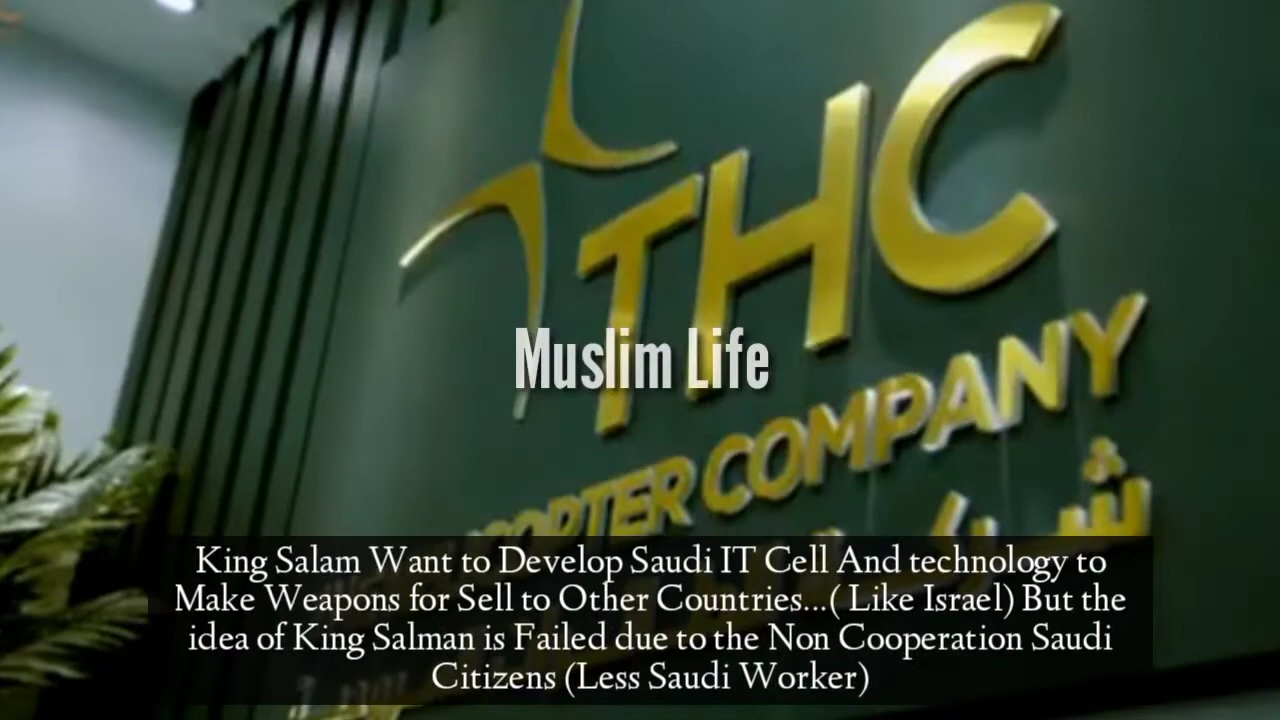 THC
Muslim Life
COMPANY
King Salam Want to Develop Saudi IT Cell And technology to
Make Weapons for Sell to Other Countries...( Like Israel) But the
idea of King Salman is Failed due to the Non Cooperation Saudi
Citizens (Less Saudi Worker)